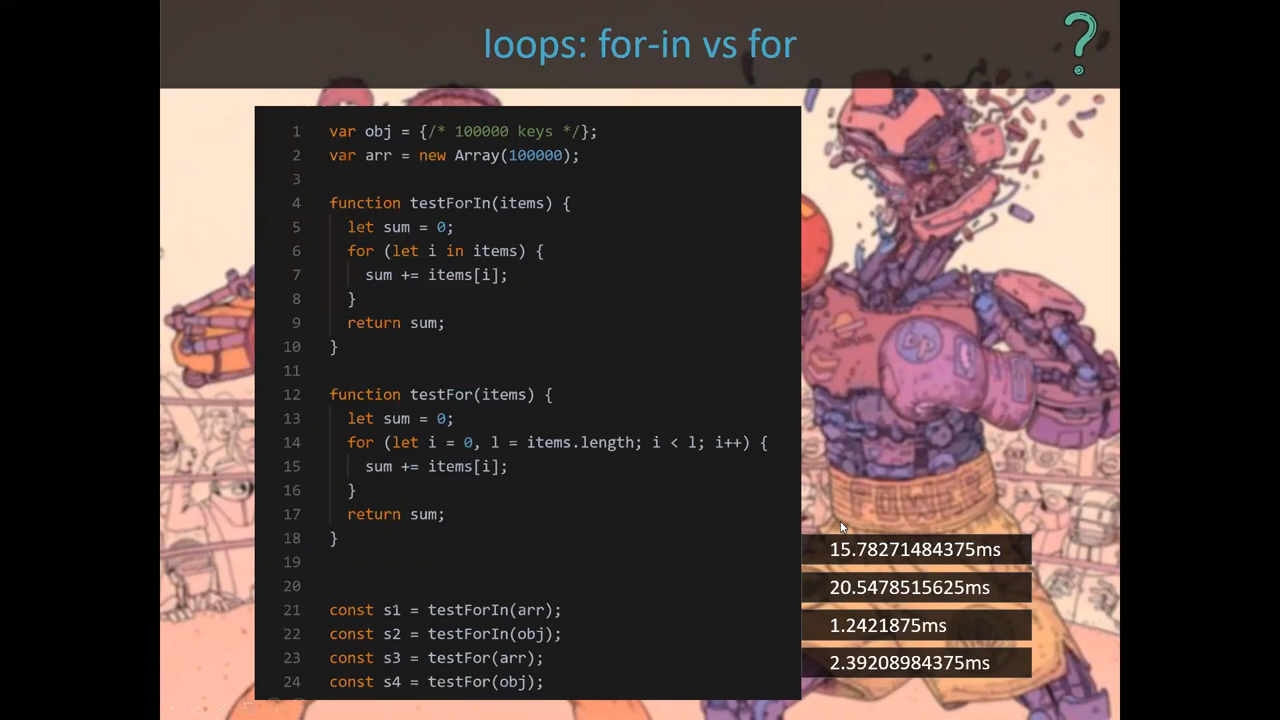 loops: for-in vs for
?
1 var obj = {/* 100000 keys */};
2 var arr = new Array(100000);
3
4 function testForIn(items) {
5 let sum = 0;
6 for (let i in items) {
7 sum += items[i];
8 }
9 return sum;
10 }
11
12 function testFor(items) {
13 let sum = 0;
14 for (let i = 0, l = items.length; i < l; i++) {
15 sum += items[i];
16 }
17 return sum;
18 }
19
20
21 const s1 = testForIn(arr);
22 const s2 = testForIn(obj);
23 const s3 = testFor(arr);
24 const s4 = testFor(obj);
POWER
15.78271484375ms
20.5478515625ms
1.2421875ms
2.39208984375ms